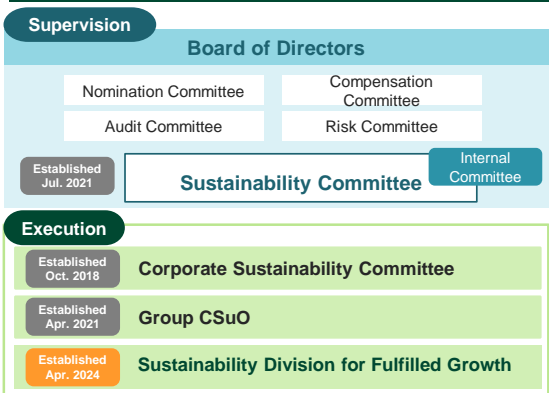 Supervision
Board of Directors
Nomination Committee
Compensation
Committee
Audit Committee
Risk Committee
Established
Jul. 2021
Sustainability Committee
Internal
Committee
Execution
Established
Oct. 2018
Corporate Sustainability Committee
Established
Apr. 2021
Group CSuO
Established
Apr. 2024
Sustainability Division for Fulfilled Growth